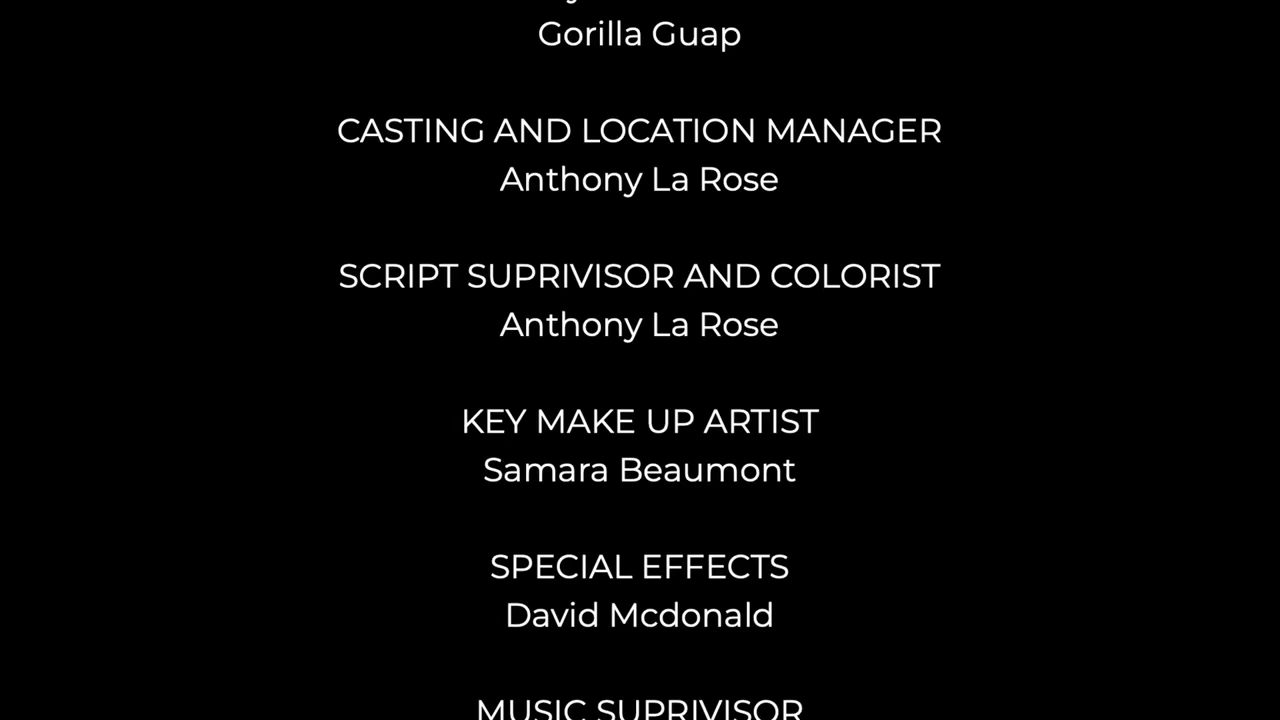 Gorilla Guap
CASTING AND LOCATION MANAGER
Anthony La Rose
SCRIPT SUPRIVISOR AND COLORIST
Anthony La Rose
KEY MAKE UP ARTIST
Samara Beaumont
SPECIAL EFFECTS
David Mcdonald
MUSIC SUPRIVISOR